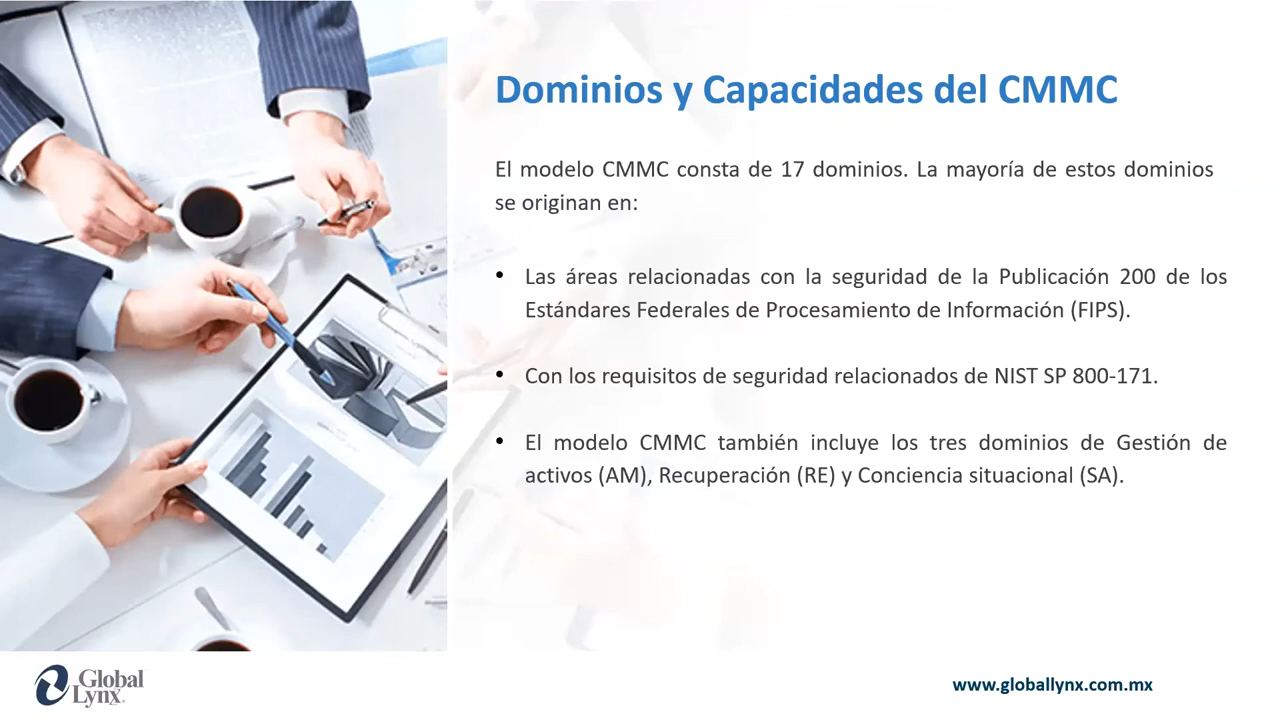 Dominios y Capacidades del CMMC
El modelo CMMC consta de 17 dominios. La mayoría de estos dominios
se originan en:
• Las áreas relacionadas con la seguridad de la Publicación 200 de los
Estándares Federales de Procesamiento de Información (FIPS).
• Con los requisitos de seguridad relacionados de NIST SP 800-171.
• El modelo CMMC también incluye los tres dominios de Gestión de
activos (AM), Recuperación (RE) y Conciencia situacional (SA).
Global
Lynx
www.globallynx.com.mx